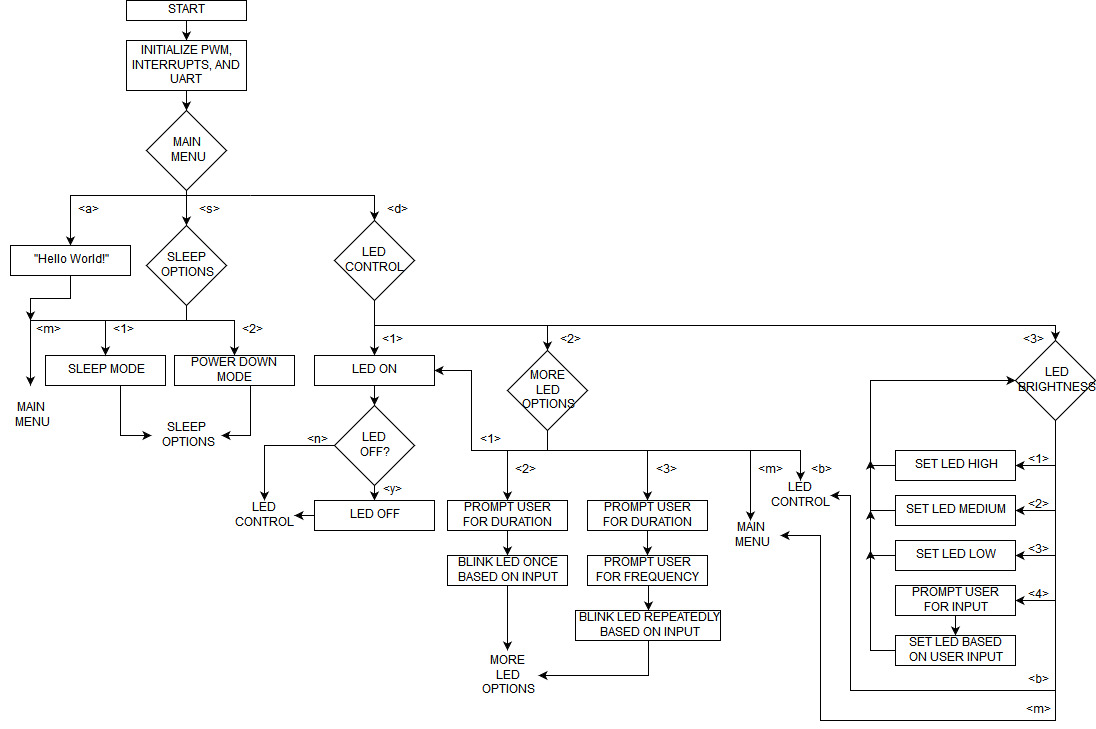 START
INITIALIZE PWM,
INTERRUPTS, AND
UART
MAIN
MENU
<a>
<s>
<d>
"Hello World!"
SLEEP
OPTIONS
LED
CONTROL
<m>
<1>
<2>
<1>
<2>
<3>
SLEEP MODE
POWER DOWN
MODE
LED ON
MORE
LED
OPTIONS
LED
BRIGHTNESS
MAIN
MENU
SLEEP
OPTIONS
<n>
LED
OFF?
<y>
LED
CONTROL
LED OFF
<1>
<2>
<3>
<m>
<b>
LED
CONTROL
MAIN
MENU
PROMPT USER
FOR DURATION
PROMPT USER
FOR DURATION
BLINK LED ONCE
BASED ON INPUT
PROMPT USER
FOR FREQUENCY
BLINK LED REPEATEDLY
BASED ON INPUT
MORE
LED
OPTIONS
SET LED HIGH
<1>
SET LED MEDIUM
<2>
SET LED LOW
<3>
PROMPT USER
FOR INPUT
<4>
SET LED BASED
ON USER INPUT
<b>
<m>